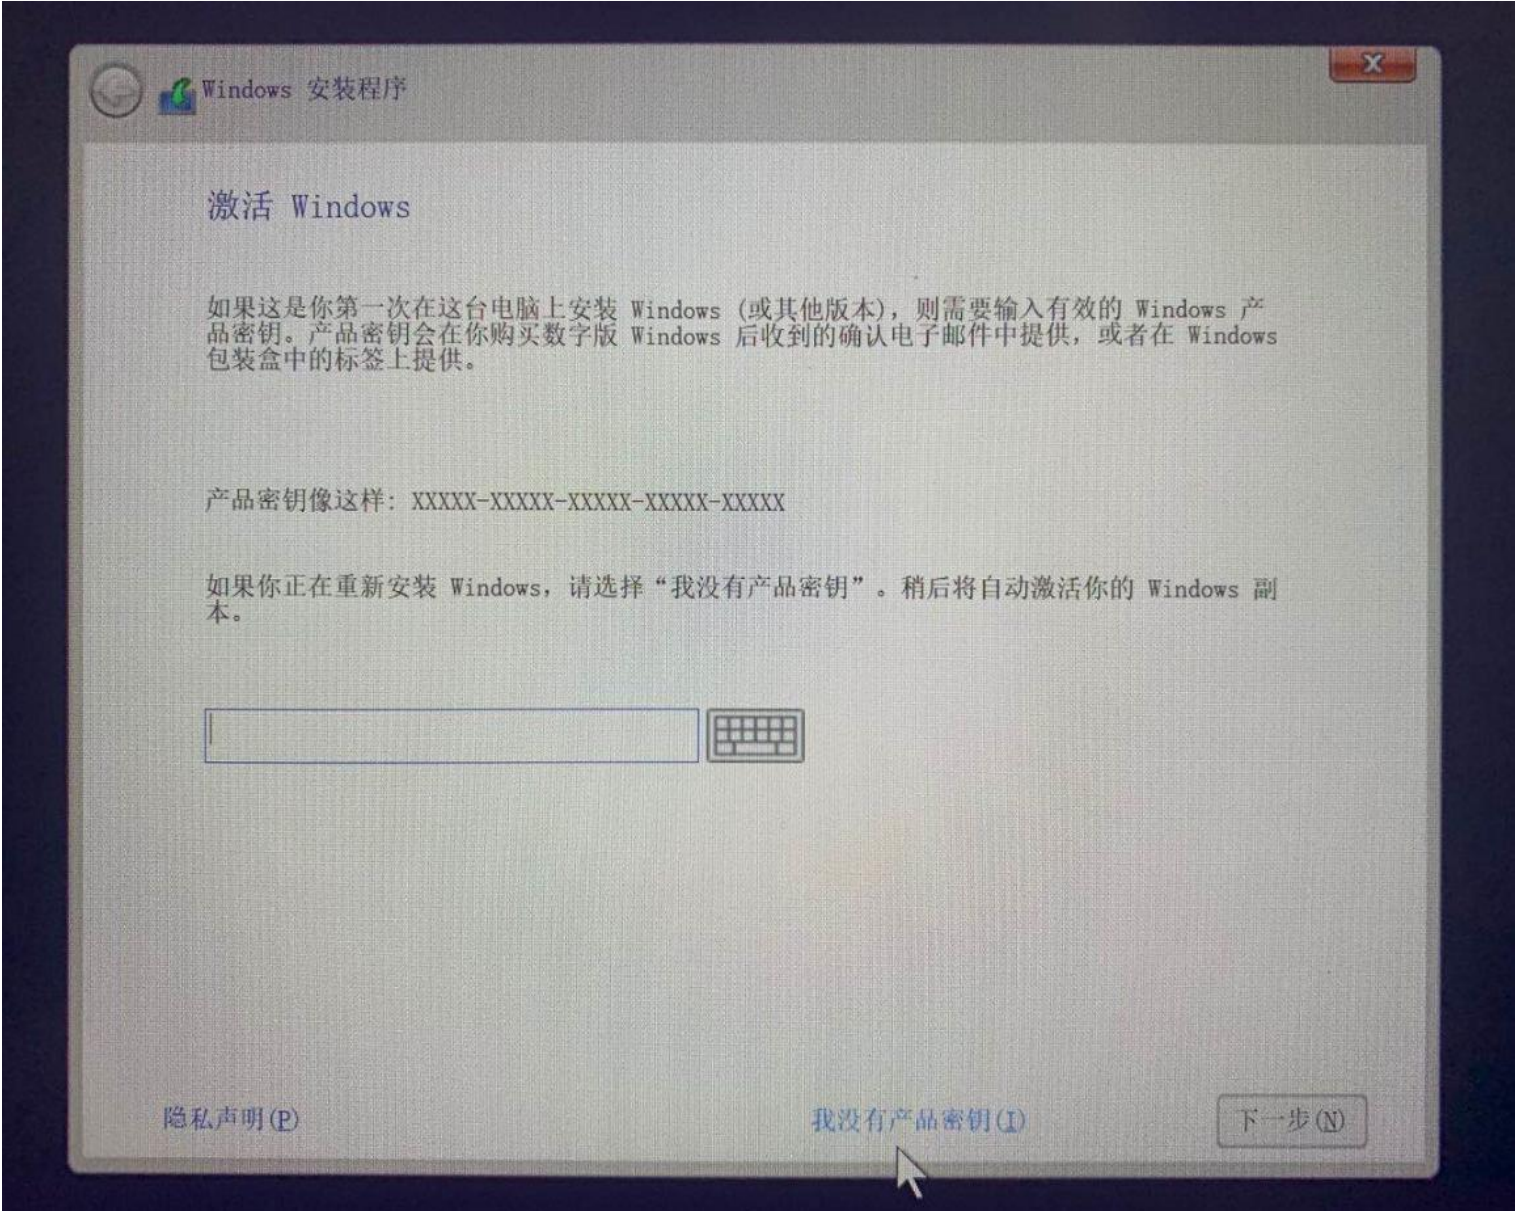 Windows 安装程序
激活 Windows
如果这是你第一次在这台电脑上安装 Windows (或其他版本)，则需要输入有效的 Windows 产
品密钥。产品密钥会在你购买数字版 Windows 后收到的确认电子邮件中提供，或者在 Windows
包装盒中的标签上提供。
产品密钥像这样: XXXXX-XXXXX-XXXXX-XXXXX-XXXXX
如果你正在重新安装 Windows，请选择“我没有产品密钥”。稍后将自动激活你的 Windows 副
本。
隐私声明(P) 我没有产品密钥(I) 下一步(N)